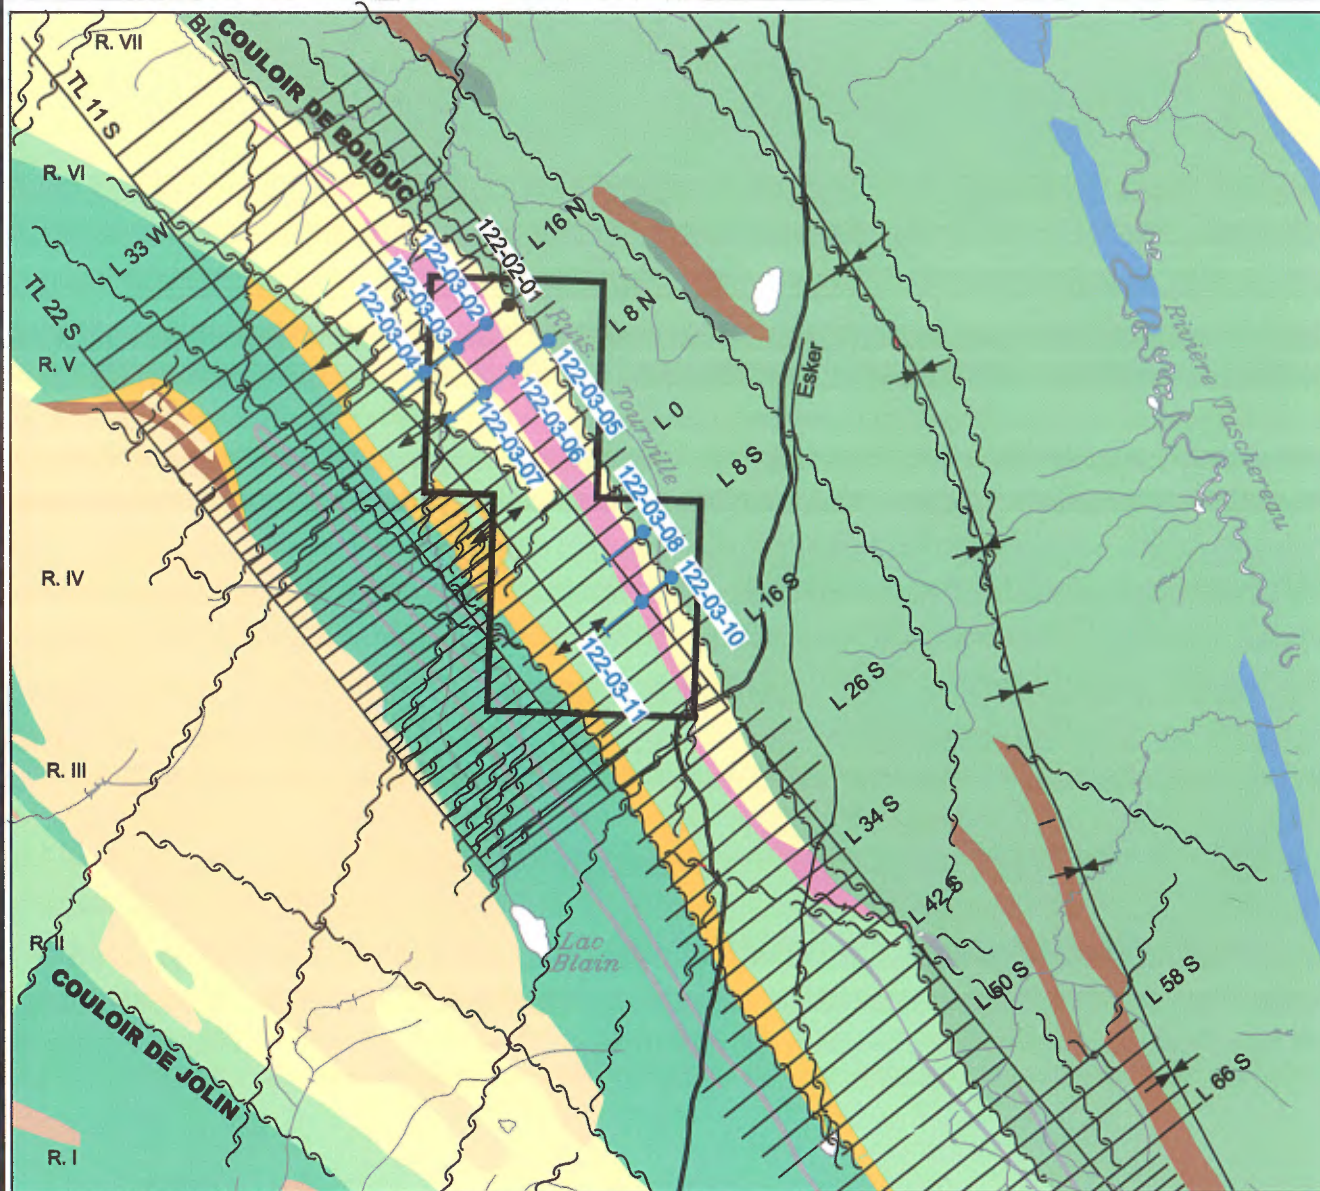 R. VII
BL
COULOIR DE BOLDUC
TL 11 S
R. VI
L 33 W
TL 22 S
R. V
L 16 N
122-02-01
122-03-02
122-03-03
122-03-04
L 8 N
Ruis. Tourville
122-03-05
122-03-06
122-03-07
L 0
L 8 S
Esker
Rivière Taschereau
122-03-08
122-03-10
122-03-11
L 16 S
R. IV
L 26 S
R. III
L 34 S
L 42 S
R. II
Lac
Blain
L 50 S
L 58 S
COULOIR DE JOLIN
L 66 S
R. I